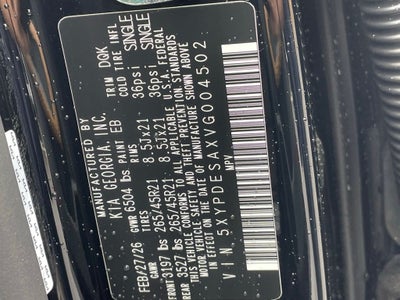 MANUFACTURED BY
KIA GEORGIA, INC.
FEB/27/26 GVWR 6504 lbs PAINT EB TRIM DQK
GAWR TIRES RIMS COLD TIRE INFL
FRONT 3197 lbs 265/45R21 8.5Jx21 36psi SINGLE
REAR 3527 lbs 265/45R21 8.5Jx21 36psi SINGLE
THIS VEHICLE CONFORMS TO ALL APPLICABLE U.S.A. FEDERAL
MOTOR VEHICLE SAFETY AND THEFT PREVENTION
STANDARDS IN EFFECT ON THE DATE OF MANUFACTURE SHOWN ABOVE
MPV
VIN 5XYPDESAXVG004502